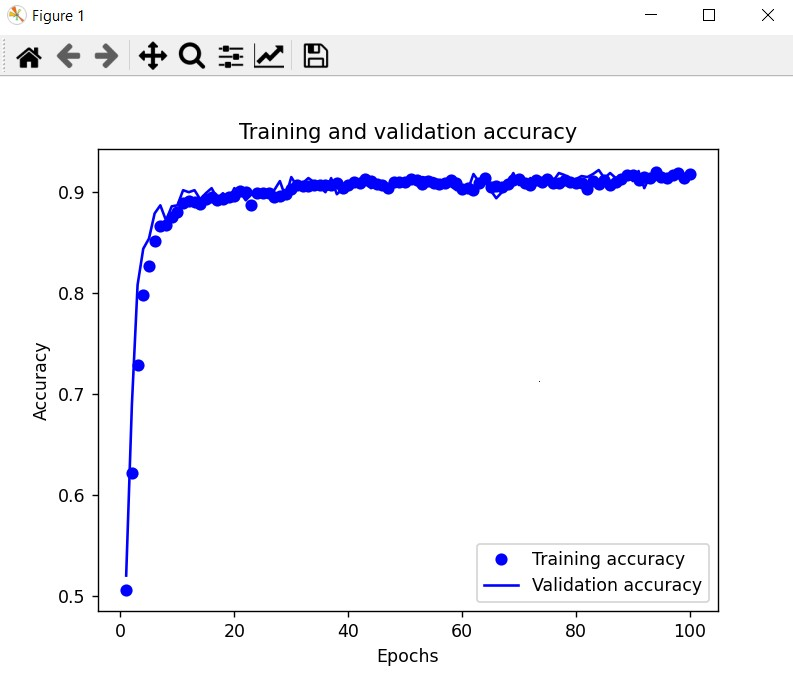 Figure 1
Training and validation accuracy
0.9
0.8
0.7
0.6
0.5
Accuracy
Training accuracy
Validation accuracy
0 20 40 60 80 100
Epochs